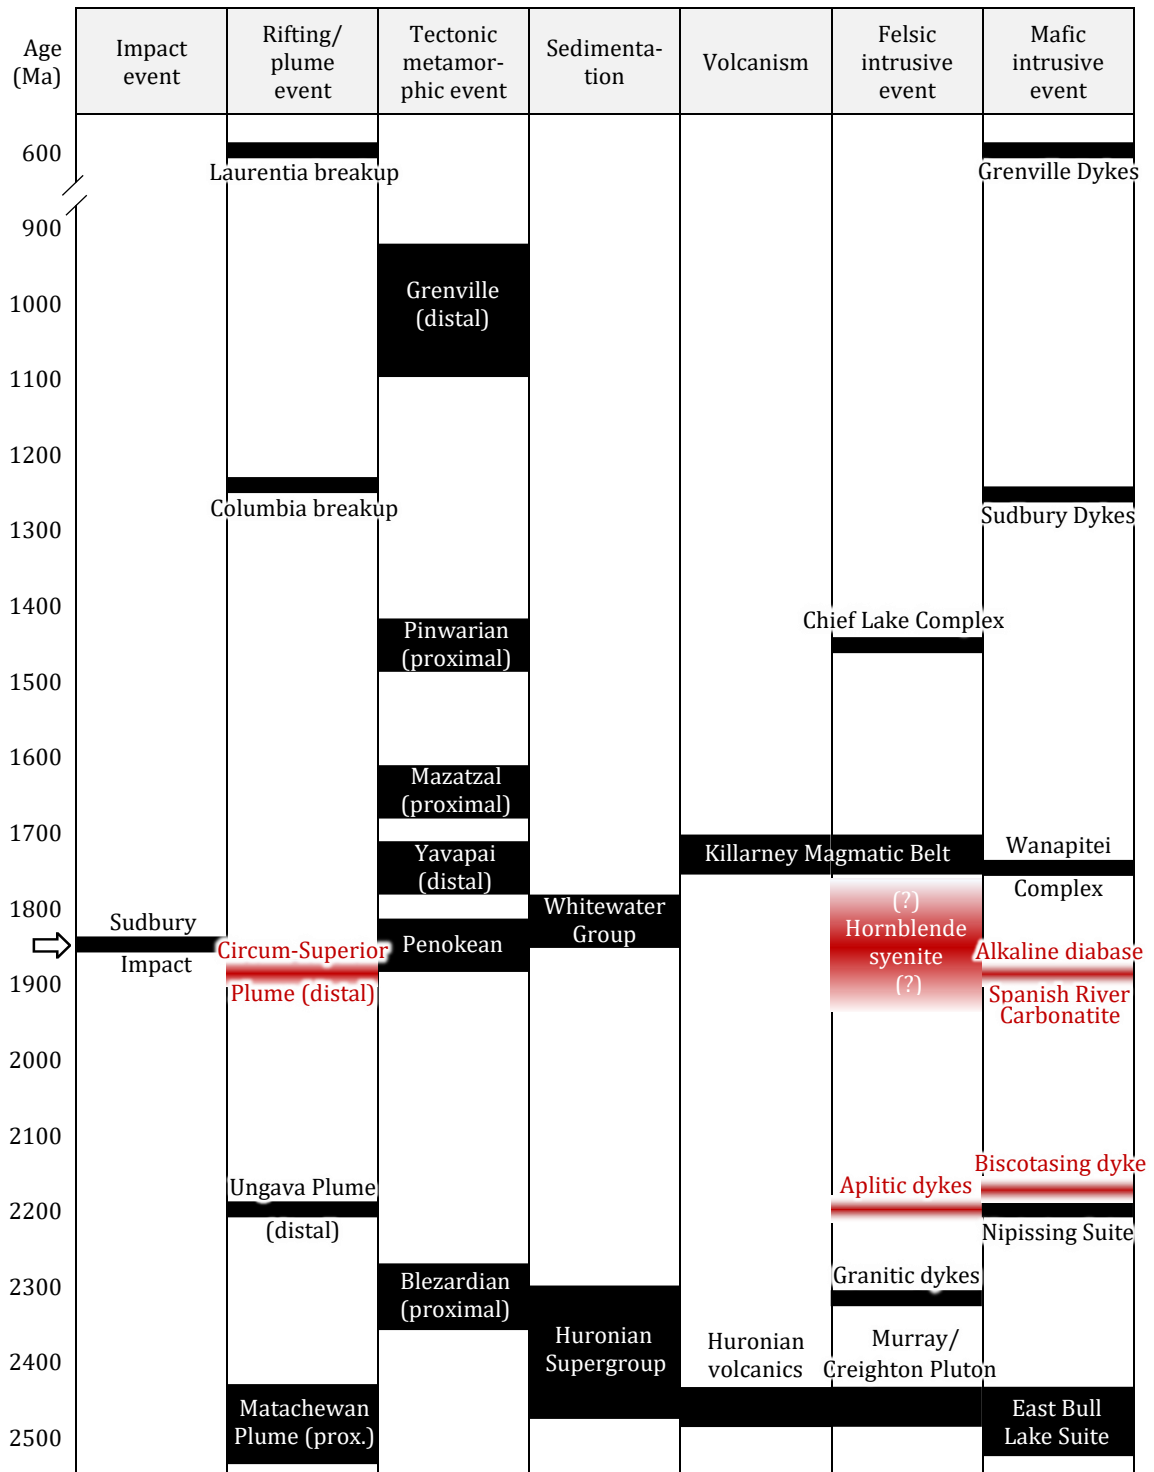 Age
(Ma)
Impact
event
Rifting/
plume
event
Tectonic
metamor-
phic event
Sedimenta-
tion
Volcanism
Felsic
intrusive
event
Mafic
intrusive
event
600
Laurentia breakup
Grenville Dykes
900
Grenville
(distal)
1000
1100
1200
Columbia breakup
Sudbury Dykes
1300
1400
Pinwarian
(proximal)
Chief Lake Complex
1500
1600
Mazatzal
(proximal)
1700
Yavapai
(distal)
Killarney Magmatic Belt
Wanapitei
Complex
1800
Sudbury
Impact
Circum-Superior
Plume (distal)
Penokean
Whitewater
Group
(?)
Hornblende
syenite
(?)
Alkaline diabase
Spanish River
Carbonatite
1900
2000
2100
Biscotasing dyke
Ungava Plume
(distal)
Aplitic dykes
2200
Nipissing Suite
Blezardian
(proximal)
Granitic dykes
2300
Huronian
Supergroup
Huronian
volcanics
Murray/
Creighton Pluton
2400
Matachewan
Plume (prox.)
East Bull
Lake Suite
2500